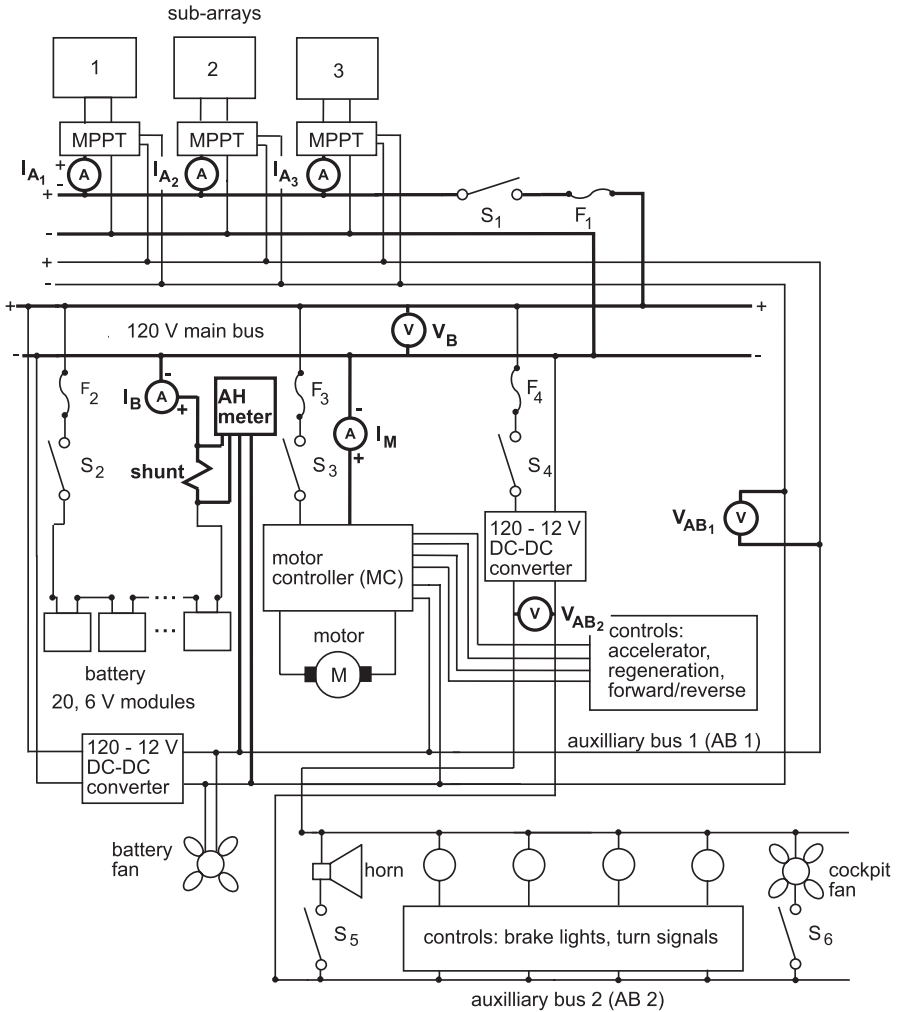 sub-arrays
1
2
3
MPPT
MPPT
MPPT
I A1
+
-
A
I A2
A
I A3
A
+
S1
F1
-
+
-
+
+
120 V main bus
V
VB
-
-
F2
IB
-
A
+
AH
meter
F3
-
A
IM
+
F4
S2
shunt
S3
S4
VAB1
V
motor
controller (MC)
120 - 12 V
DC-DC
converter
V
VAB2
...
...
motor
M
controls:
accelerator,
regeneration,
forward/reverse
battery
20, 6 V modules
auxilliary bus 1 (AB 1)
120 - 12 V
DC-DC
converter
battery
fan
horn
cockpit
fan
S5
controls: brake lights, turn signals
S6
auxilliary bus 2 (AB 2)